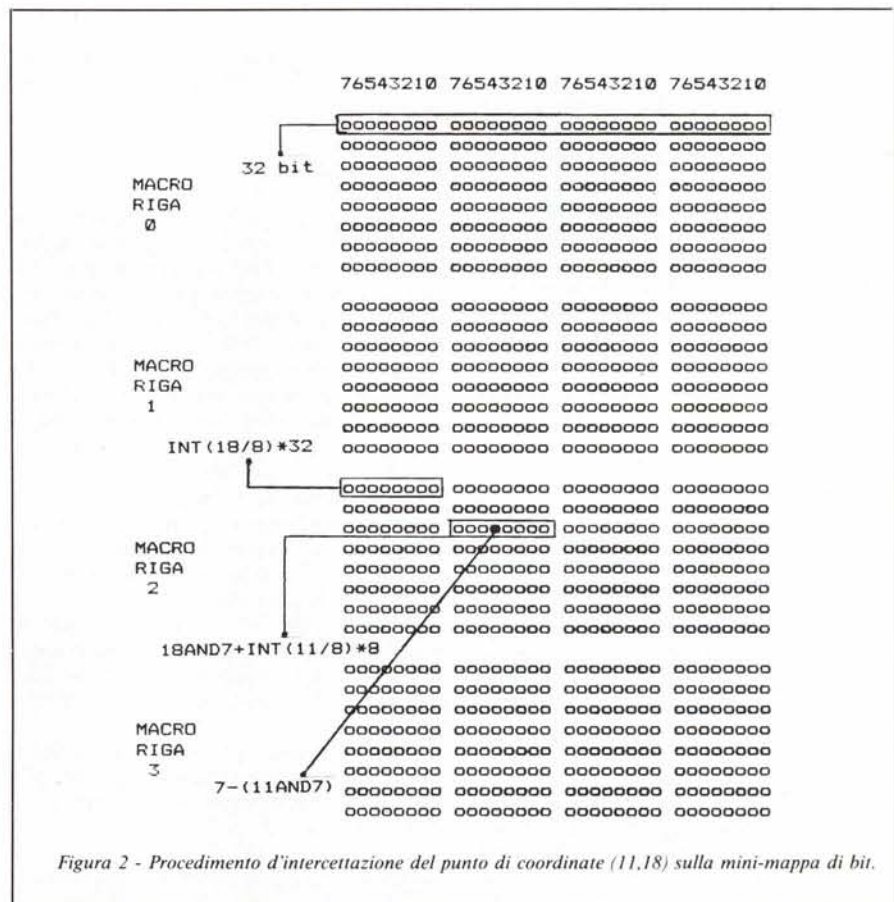 76543210 76543210 76543210 76543210
32 bit
MACRO
RIGA
0
MACRO
RIGA
1
INT(18/8)*32
MACRO
RIGA
2
18AND7+INT(11/8)*8
MACRO
RIGA
3
7-(11AND7)
Figura 2 - Procedimento d'intercettazione del punto di coordinate (11,18) sulla mini-mappa di bit.